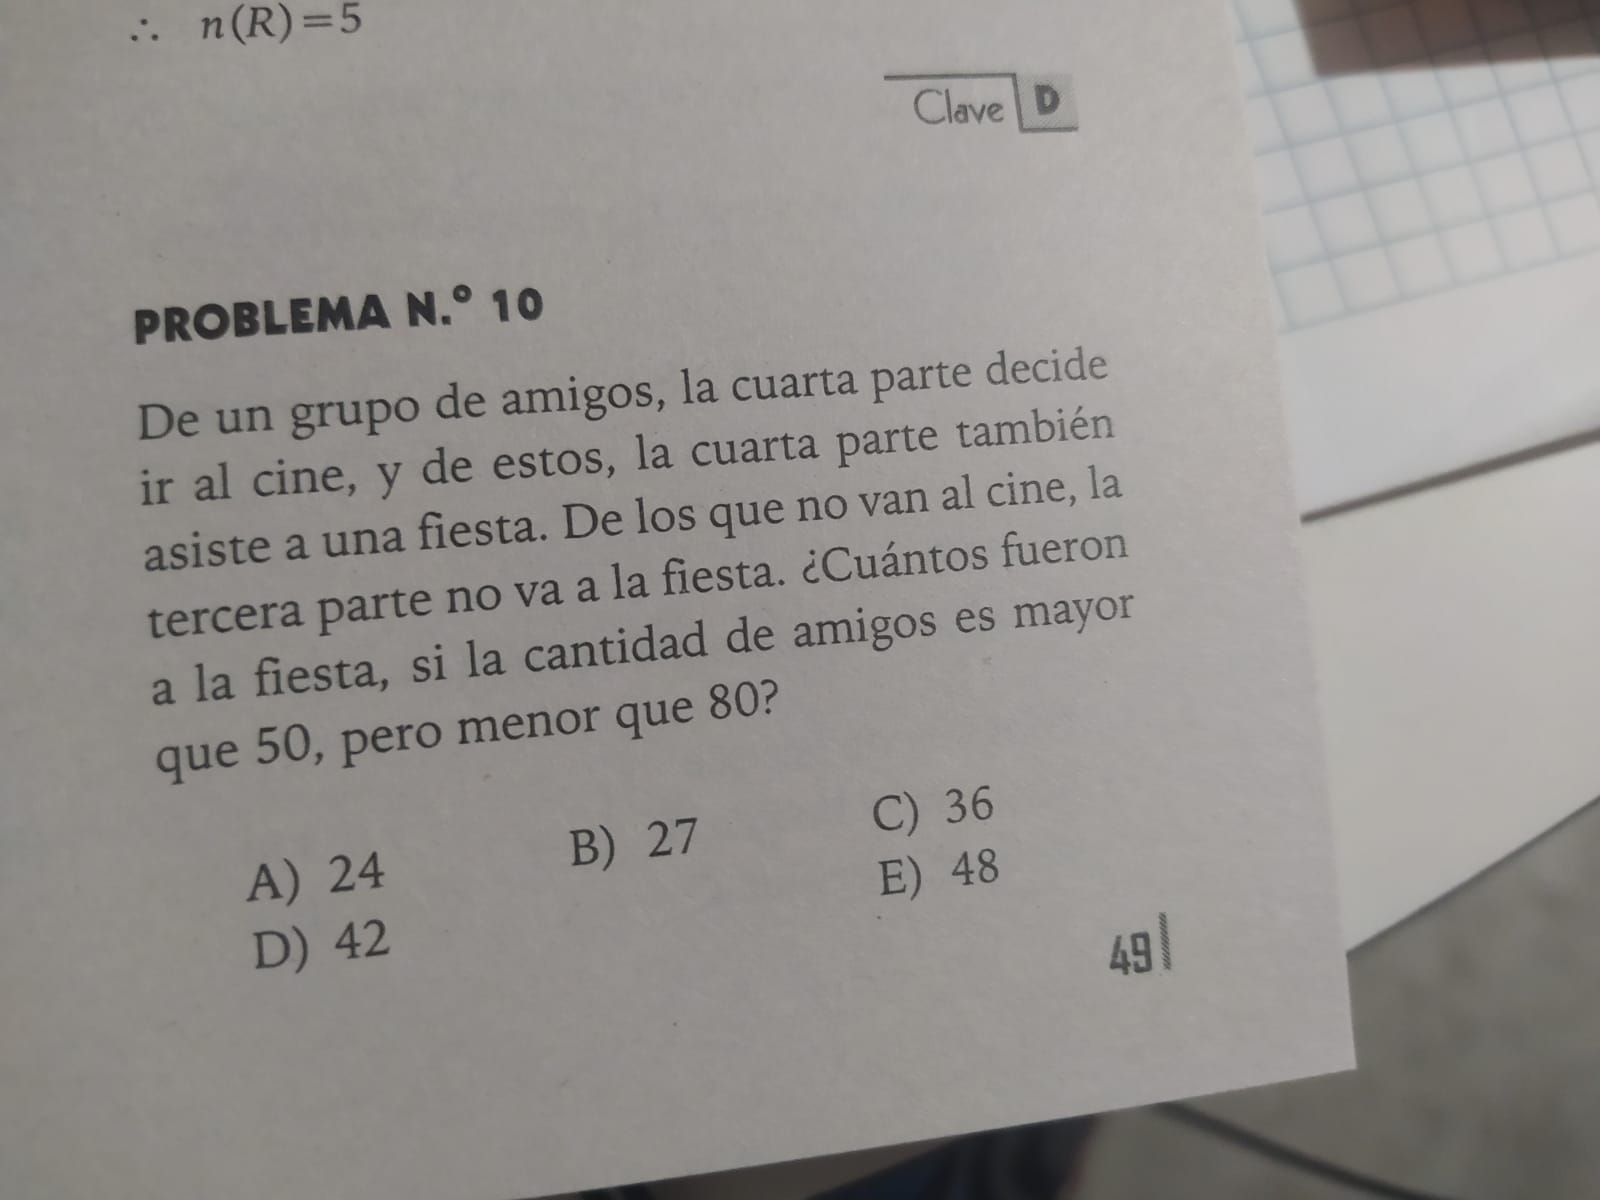 ∴ n(R)=5
Clave D
PROBLEMA N.º 10
De un grupo de amigos, la cuarta parte decide
ir al cine, y de estos, la cuarta parte también
asiste a una fiesta. De los que no van al cine, la
tercera parte no va a la fiesta. ¿Cuántos fueron
a la fiesta, si la cantidad de amigos es mayor
que 50, pero menor que 80?
A) 24 B) 27 C) 36
D) 42 E) 48
49